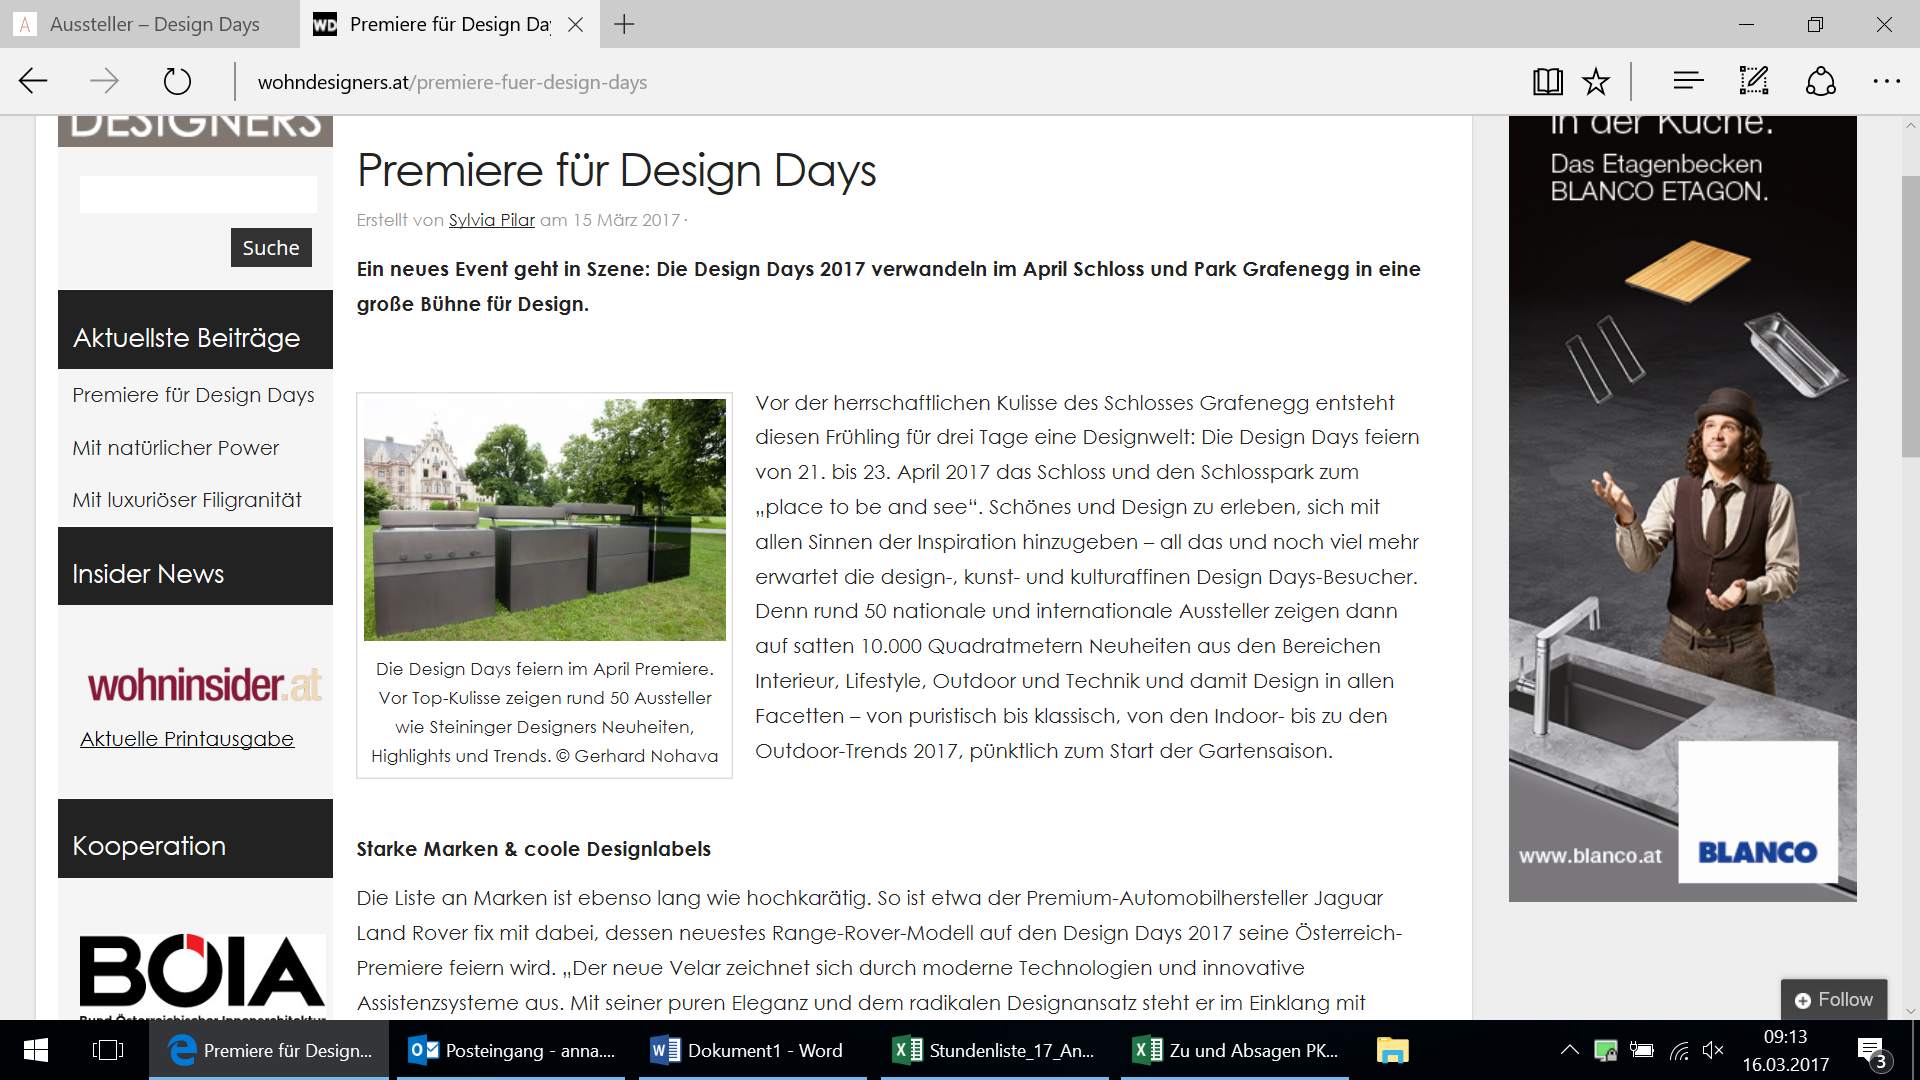 Aussteller – Design Days
WD Premiere für Design Da
wohndesigners.at/premiere-fuer-design-days
DESIGNERS
Suche
Aktuellste Beiträge
Premiere für Design Days
Mit natürlicher Power
Mit luxuriöser Filigranität
Insider News
wohninsider.at
Aktuelle Printausgabe
Kooperation
BÖIA
Bund Österreichischer Innenarchitektur
Premiere für Design Days
Erstellt von Sylvia Pilar am 15 März 2017 ·
Ein neues Event geht in Szene: Die Design Days 2017 verwandeln im April Schloss und Park Grafenegg in eine
große Bühne für Design.
Die Design Days feiern im April Premiere.
Vor Top-Kulisse zeigen rund 50 Aussteller
wie Steininger Designers Neuheiten,
Highlights und Trends. © Gerhard Nohava
Vor der herrschaftlichen Kulisse des Schlosses Grafenegg entsteht
diesen Frühling für drei Tage eine Designwelt: Die Design Days feiern
von 21. bis 23. April 2017 das Schloss und den Schlosspark zum
„place to be and see“. Schönes und Design zu erleben, sich mit
allen Sinnen der Inspiration hinzugeben – all das und noch viel mehr
erwartet die design-, kunst- und kulturaffinen Design Days-Besucher.
Denn rund 50 nationale und internationale Aussteller zeigen dann
auf satten 10.000 Quadratmetern Neuheiten aus den Bereichen
Interieur, Lifestyle, Outdoor und Technik und damit Design in allen
Facetten – von puristisch bis klassisch, von den Indoor- bis zu den
Outdoor-Trends 2017, pünktlich zum Start der Gartensaison.
Starke Marken & coole Designlabels
Die Liste an Marken ist ebenso lang wie hochkarätig. So ist etwa der Premium-Automobilhersteller Jaguar
Land Rover fix mit dabei, dessen neuestes Range-Rover-Modell auf den Design Days 2017 seine Österreich-
Premiere feiern wird. „Der neue Velar zeichnet sich durch moderne Technologien und innovative
Assistenzsysteme aus. Mit seiner puren Eleganz und dem radikalen Designansatz steht er im Einklang mit
in der Küche.
Das Etagenbecken
BLANCO ETAGON.
www.blanco.at
BLANCO
Follow
Premiere für Design...
Posteingang - anna....
Dokument1 - Word
Stundenliste_17_An...
Zu und Absagen PK...
09:13
16.03.2017
3